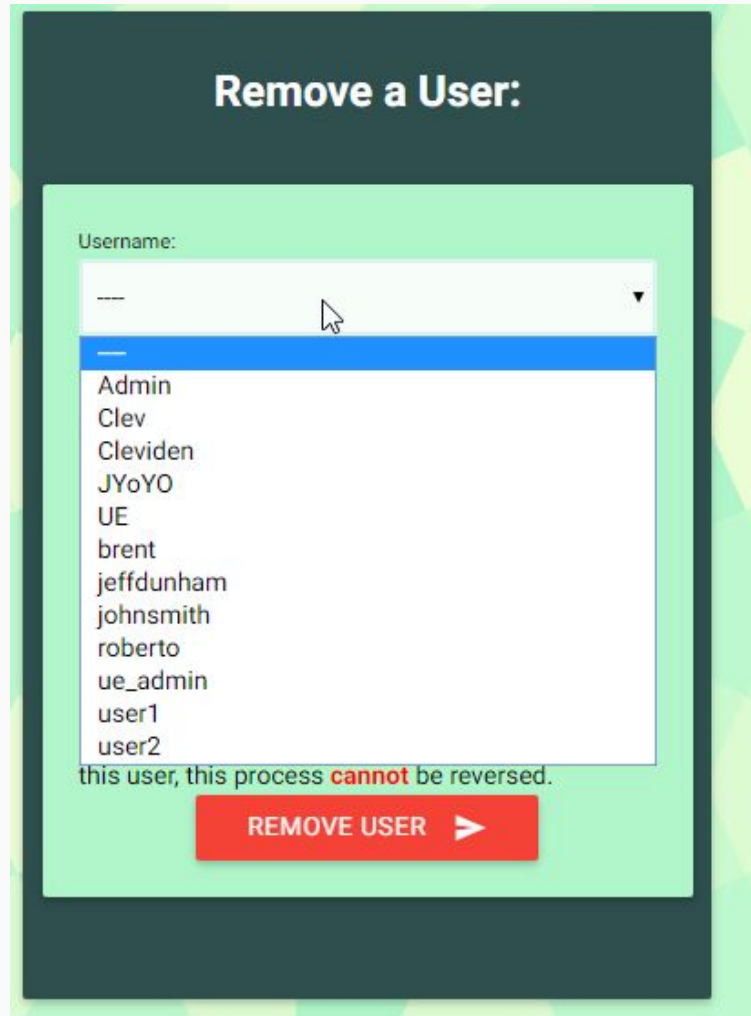 Remove a User:
Username:
----
----
Admin
Clev
Cleviden
JYoYO
UE
brent
jeffdunham
johnsmith
roberto
ue_admin
user1
user2
this user, this process cannot be reversed.
REMOVE USER